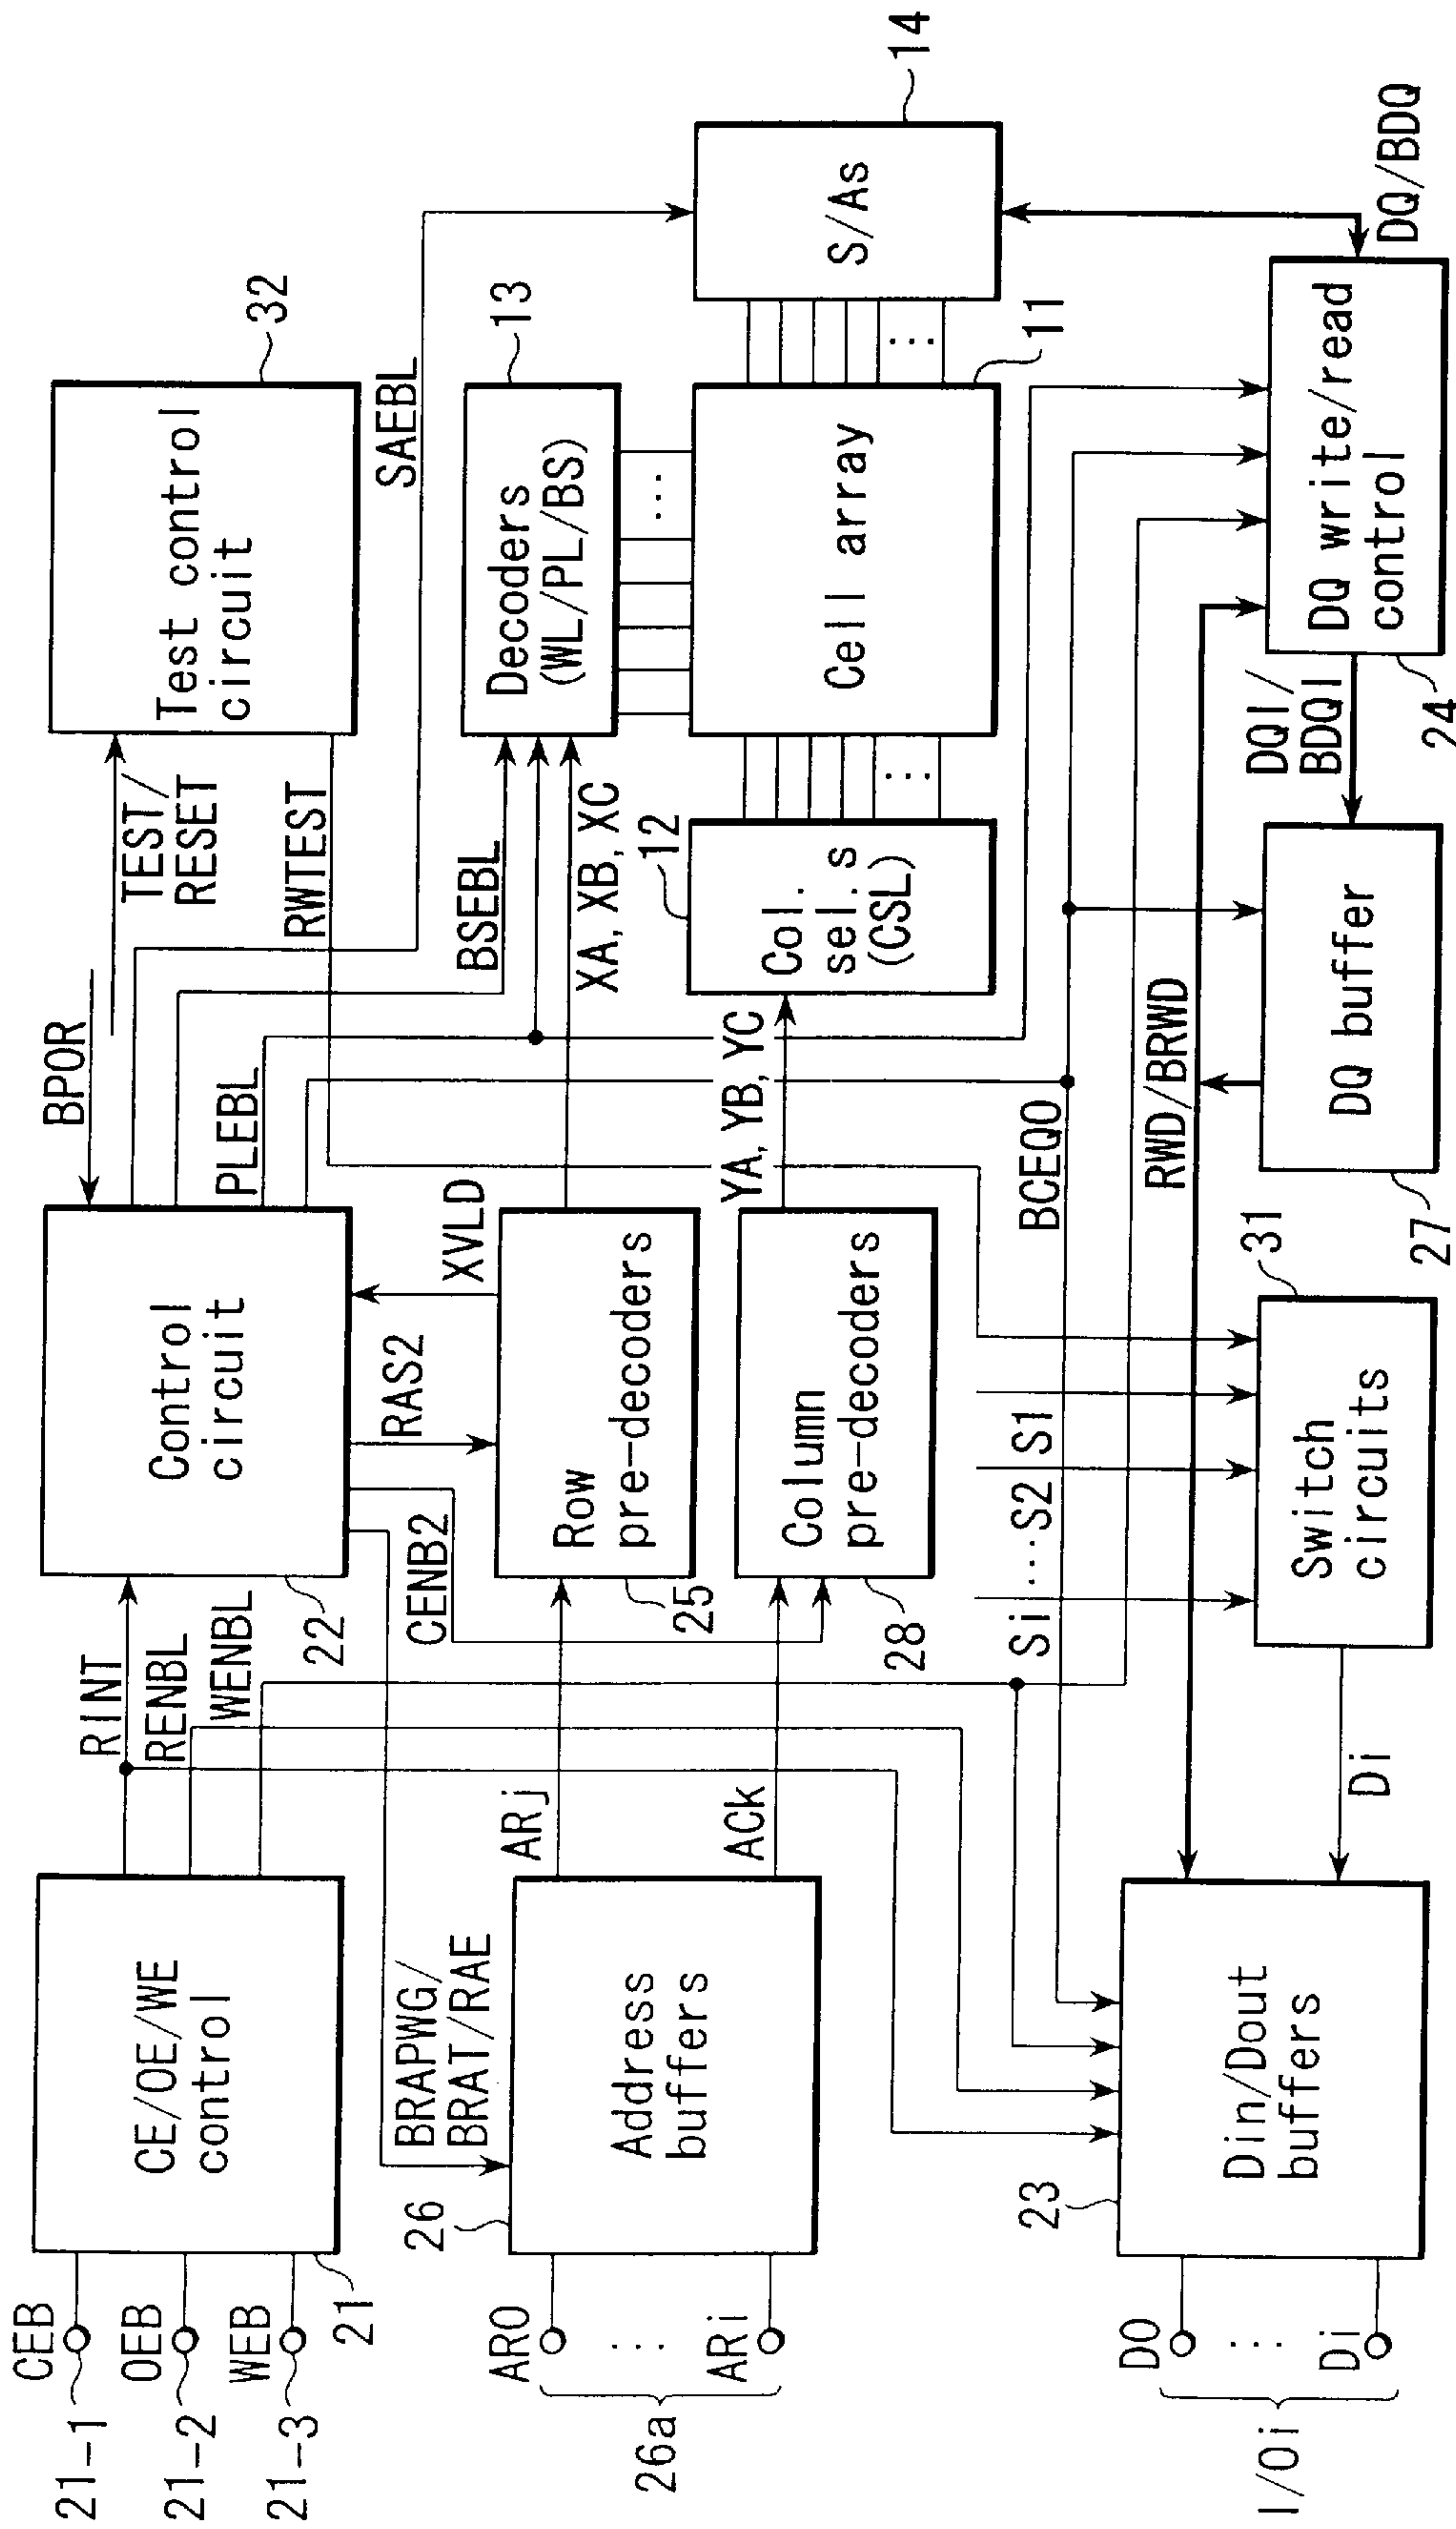 CEB
21-1
OEB
21-2
WEB
21-3
CE/OE/WE
control
21
RINT
RENBL
WENBL
Control
circuit
22
BPOR
TEST/
RESET
Test control
circuit
32
RWTEST
SAEBL
PLEBL
BSEBL
XVLD
RAS2
CENB2
BRAPWG/
BRAT/RAE
AR0
⋮
ARi
26a
26
Address
buffers
ARj
ACk
Row
pre-decoders
25
Column
pre-decoders
28
XA, XB, XC
YA, YB, YC
Decoders
(WL/PL/BS)
13
...
Col.
sel.s
(CSL)
12
⋮
Cell array
11
⋮
S/As
14
BCEQ0
Si ... S2 S1
RWD/BRWD
D0
⋮
Di
I/Oi
Din/Dout
buffers
23
Di
Switch
circuits
31
DQ buffer
27
DQI/
BDQI
DQ write/read
control
24
DQ/BDQ